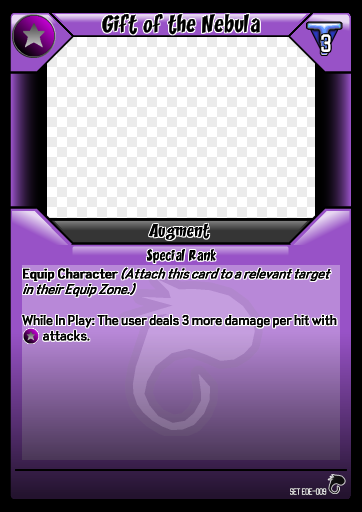 Gift of the Nebula
3
Augment
Special Rank
Equip Character (Attach this card to a relevant target
in their Equip Zone.)
While In Play: The user deals 3 more damage per hit with
attacks.
SET EDE-009